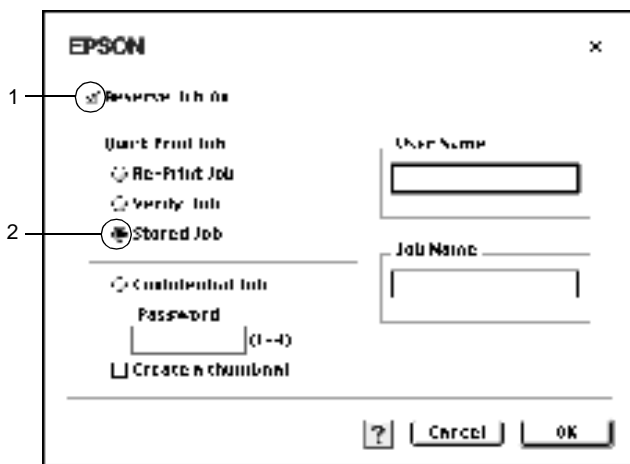 EPSON
×
1
Reserve Job On
Quick Print Job
Re-Print Job
Verify Job
2
Stored Job
Confidential Job
Password
(1-4)
Create a thumbnail
User Name
Job Name
?
Cancel
OK